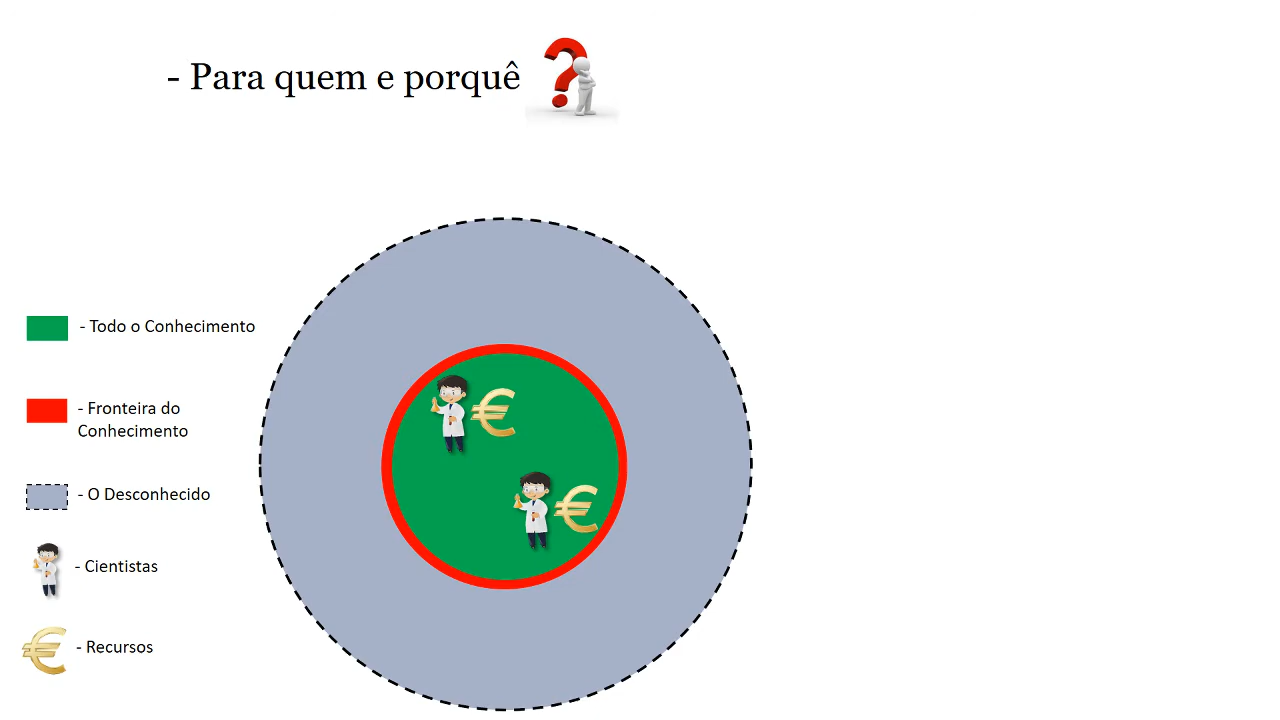 - Para quem e porquê
- Todo o Conhecimento
- Fronteira do
Conhecimento
- O Desconhecido
- Cientistas
- Recursos